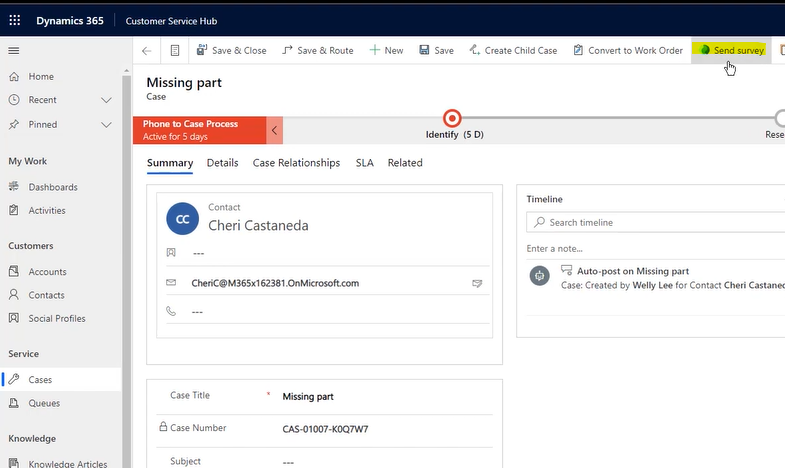 Dynamics 365 Customer Service Hub
Save & Close Save & Route New Save Create Child Case Convert to Work Order Send survey
Home
Recent
Pinned
My Work
Dashboards
Activities
Customers
Accounts
Contacts
Social Profiles
Service
Cases
Queues
Knowledge
Knowledge Articles
Missing part
Case
Phone to Case Process
Active for 5 days
Identify (5 D)
Rese
Summary Details Case Relationships SLA Related
CC
Contact
Cheri Castaneda
---
CheriC@M365x162381.OnMicrosoft.com
---
Case Title * Missing part
Case Number CAS-01007-K0Q7W7
Subject ---
Timeline
Search timeline
Enter a note...
Auto-post on Missing part
Case: Created by Welly Lee for Contact Cheri Castaneda